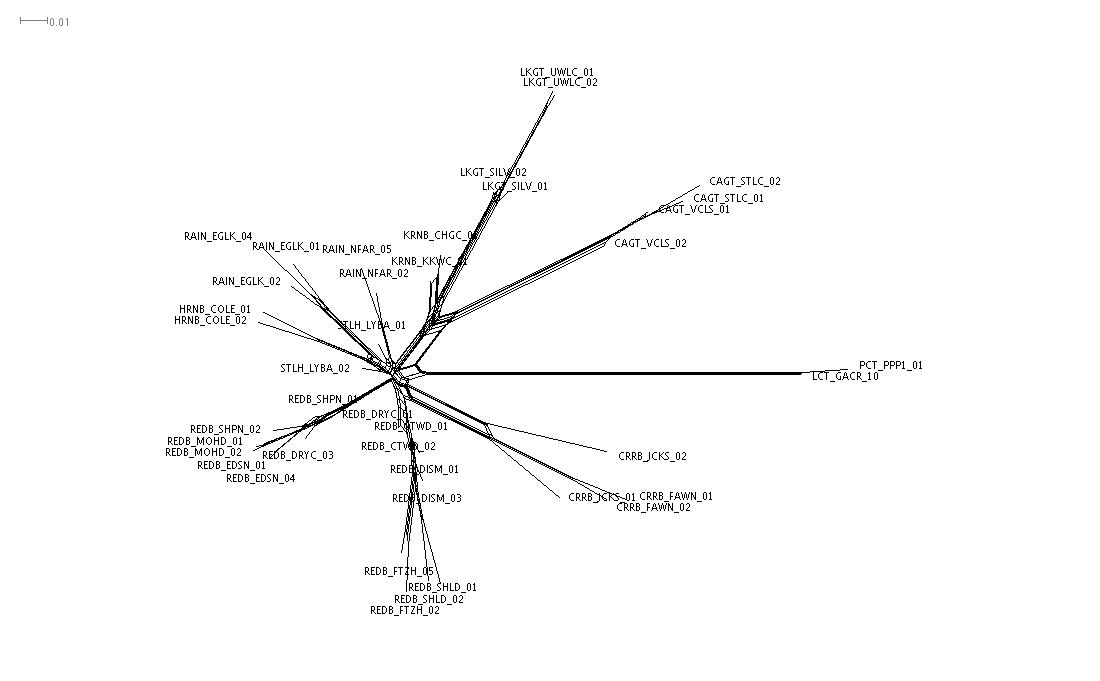 0.01
LKGT_UWLC_01
LKGT_UWLC_02
LKGT_SILV_02
LKGT_SILV_01
CAGT_STLC_02
CAGT_STLC_01
CAGT_VCLS_01
CAGT_VCLS_02
KRNB_CHGC_0
KRNB_KKWC_01
RAIN_EGLK_04
RAIN_EGLK_01
RAIN_NFAR_05
RAIN_NFAR_02
RAIN_EGLK_02
HRNB_COLE_01
HRNB_COLE_02
STLH_LYBA_01
STLH_LYBA_02
PCT_PPP1_01
LCT_GACR_10
REDB_SHPN_01
REDB_DRYC_01
REDB_CTWD_01
REDB_SHPN_02
REDB_MOHD_01
REDB_MOHD_02
REDB_CTWD_02
REDB_DRYC_03
REDB_EDSN_01
REDB_EDSN_04
REDB_DISM_01
REDB_DISM_03
CRRB_JCKS_02
CRRB_JCKS_01
CRRB_FAWN_01
CRRB_FAWN_02
REDB_FTZH_05
REDB_SHLD_01
REDB_SHLD_02
REDB_FTZH_02